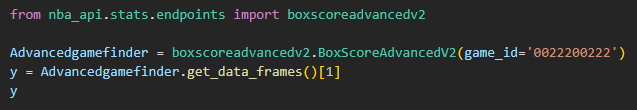 from nba_api.stats.endpoints import boxscoreadvancedv2
Advancedgamefinder = boxscoreadvancedv2.BoxScoreAdvancedV2(game_id='0022200222')
y = Advancedgamefinder.get_data_frames()[1]
y